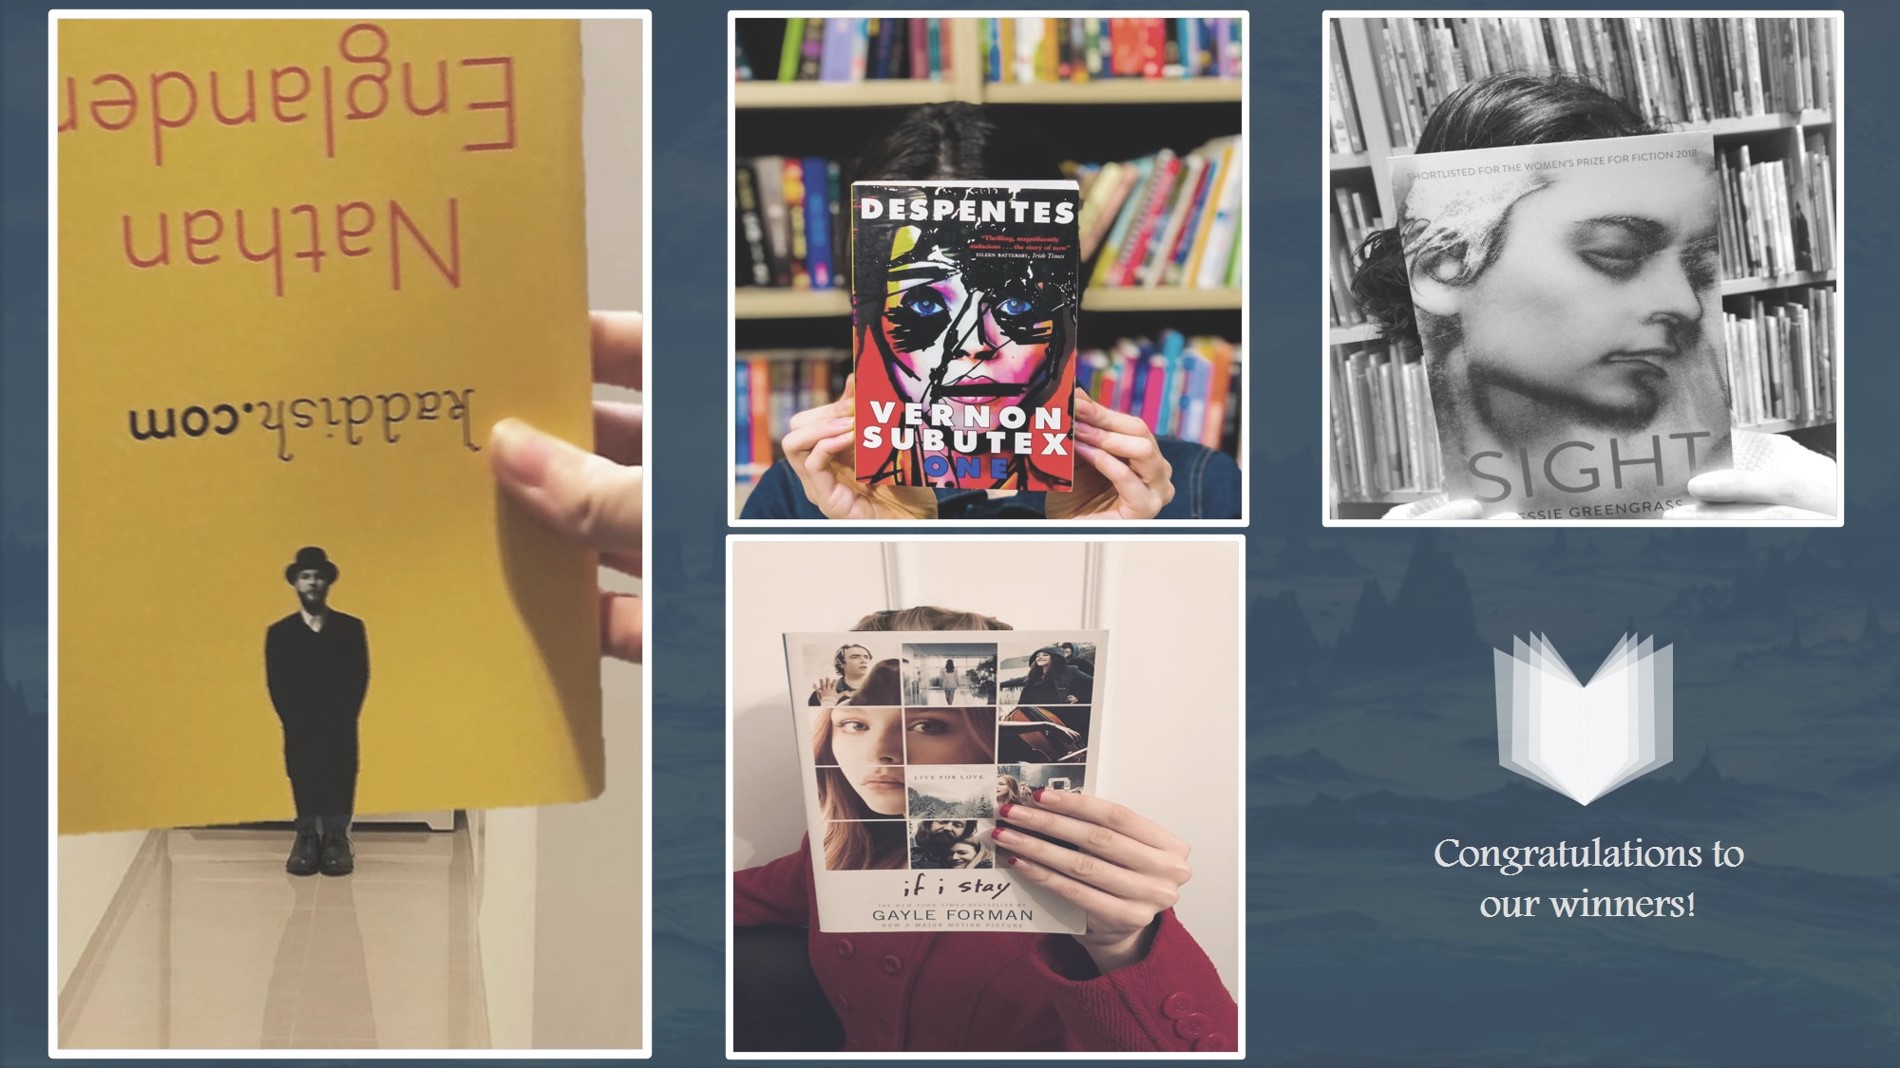 kaddish.com
Nathan
Englander
DESPENTES
"Thrilling, magnificently
audacious . . . the story of now"
EILEEN BATTERSBY, Irish Times
VERNON
SUBUTEX
ONE
SHORTLISTED FOR THE WOMEN'S PRIZE FOR FICTION 2018
SIGHT
ESSIE GREENGRASS
LIVE FOR LOVE
if i stay
THE NEW YORK TIMES BESTSELLER BY
GAYLE FORMAN
NOW A MAJOR MOTION PICTURE
Congratulations to
our winners!